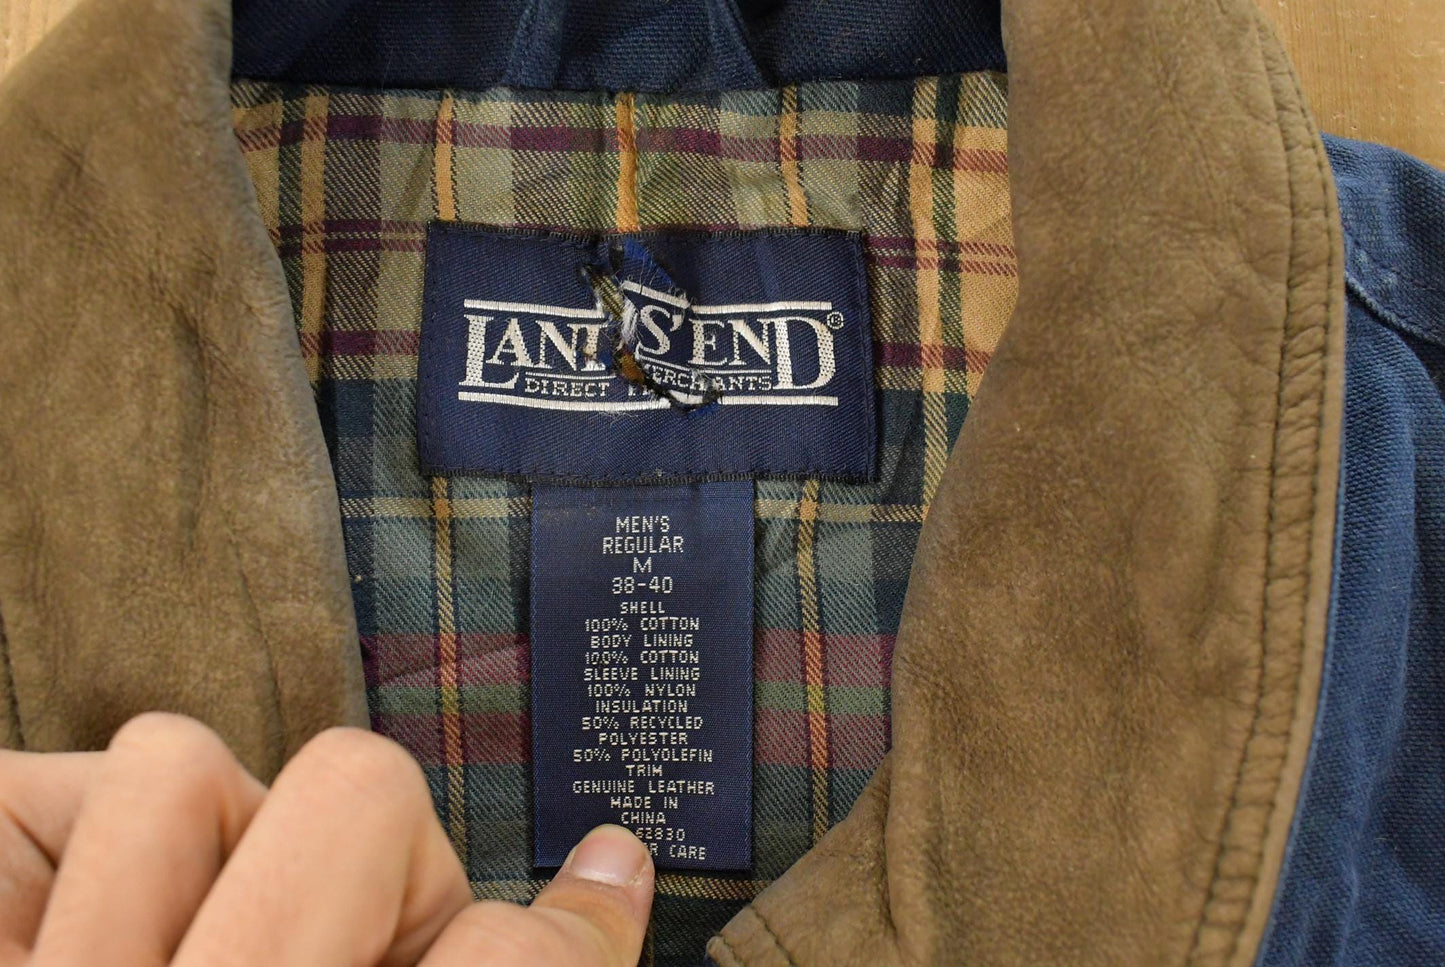 LANDS' END®
DIRECT MERCHANTS
MEN'S
REGULAR
M
38-40
SHELL
100% COTTON
BODY LINING
100% COTTON
SLEEVE LINING
100% NYLON
INSULATION
50% RECYCLED
POLYESTER
50% POLYOLEFIN
TRIM
GENUINE LEATHER
MADE IN
CHINA
62830
CARE